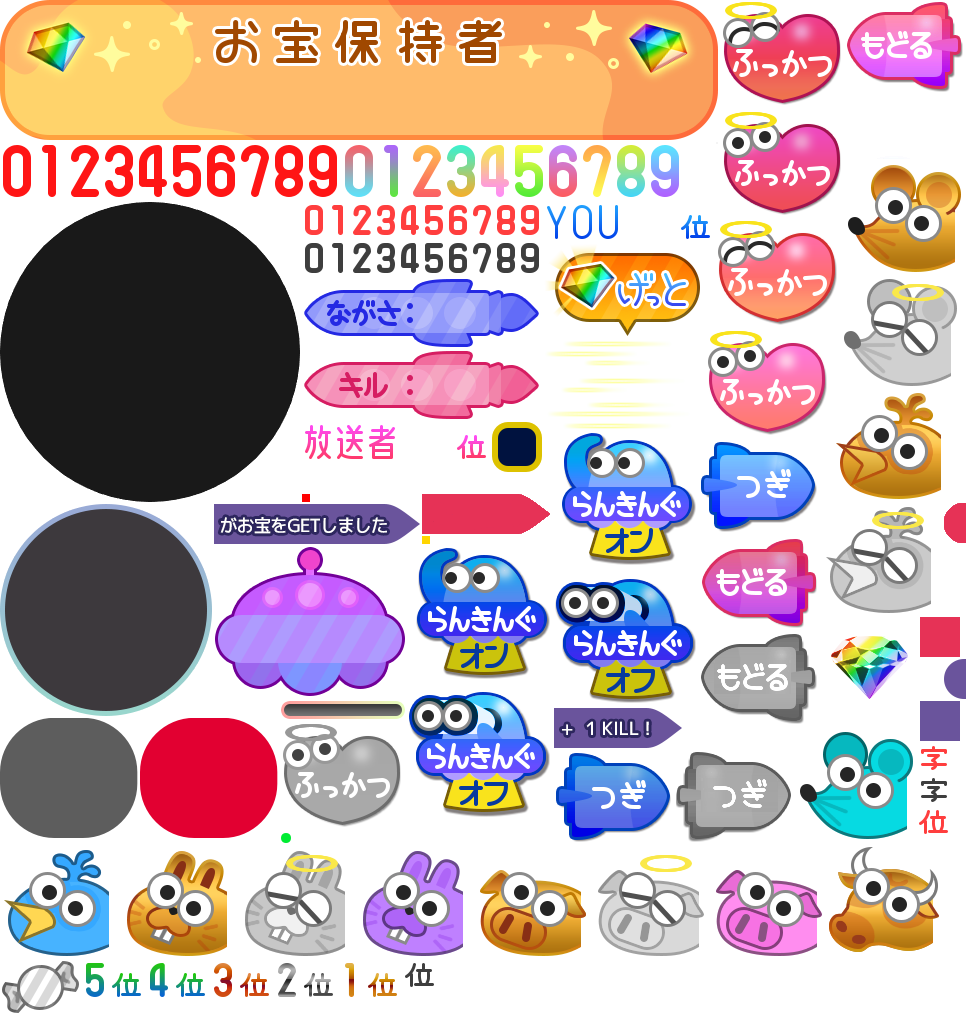 お宝保持者
ふっかつ
もどる
01234567890123456789
ふっかつ
0123456789
YOU
位
0123456789
ながさ:
げっと
ふっかつ
キル :
ふっかつ
放送者
位
らんきんぐ
オン
つぎ
がお宝をGETしました
らんきんぐ
オン
もどる
らんきんぐ
オフ
もどる
+ 1 KILL!
らんきんぐ
オフ
ふっかつ
つぎ
つぎ
字
字
位
5位 4位 3位 2位 1位 位